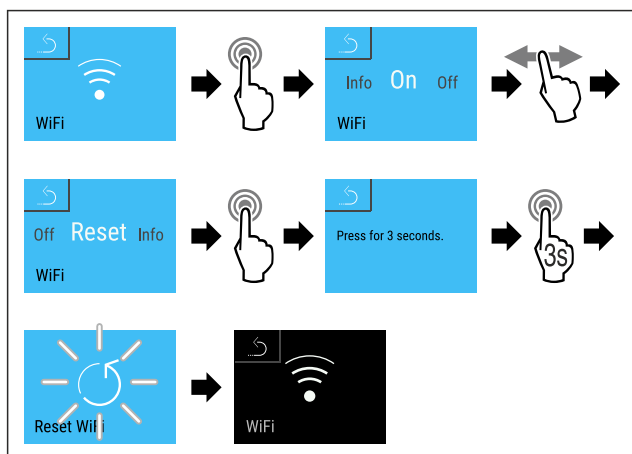 WiFi
Info On Off
WiFi
Off Reset Info
WiFi
Press for 3 seconds.
3s
Reset WiFi
WiFi